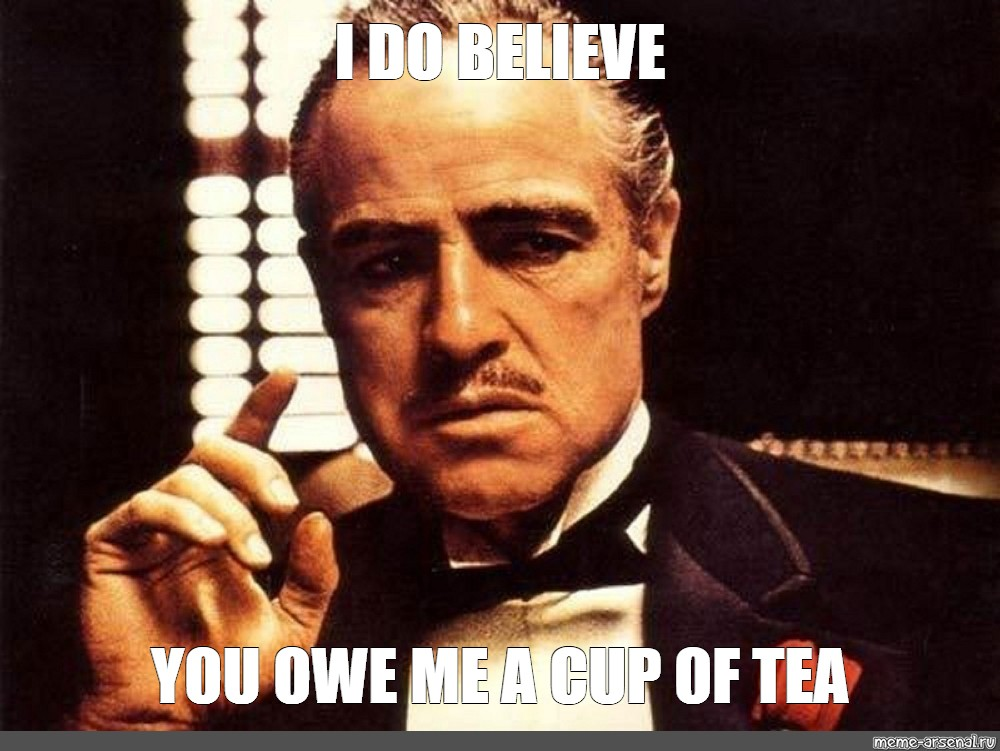 I DO BELIEVE
YOU OWE ME A CUP OF TEA
meme-arsenal.ru